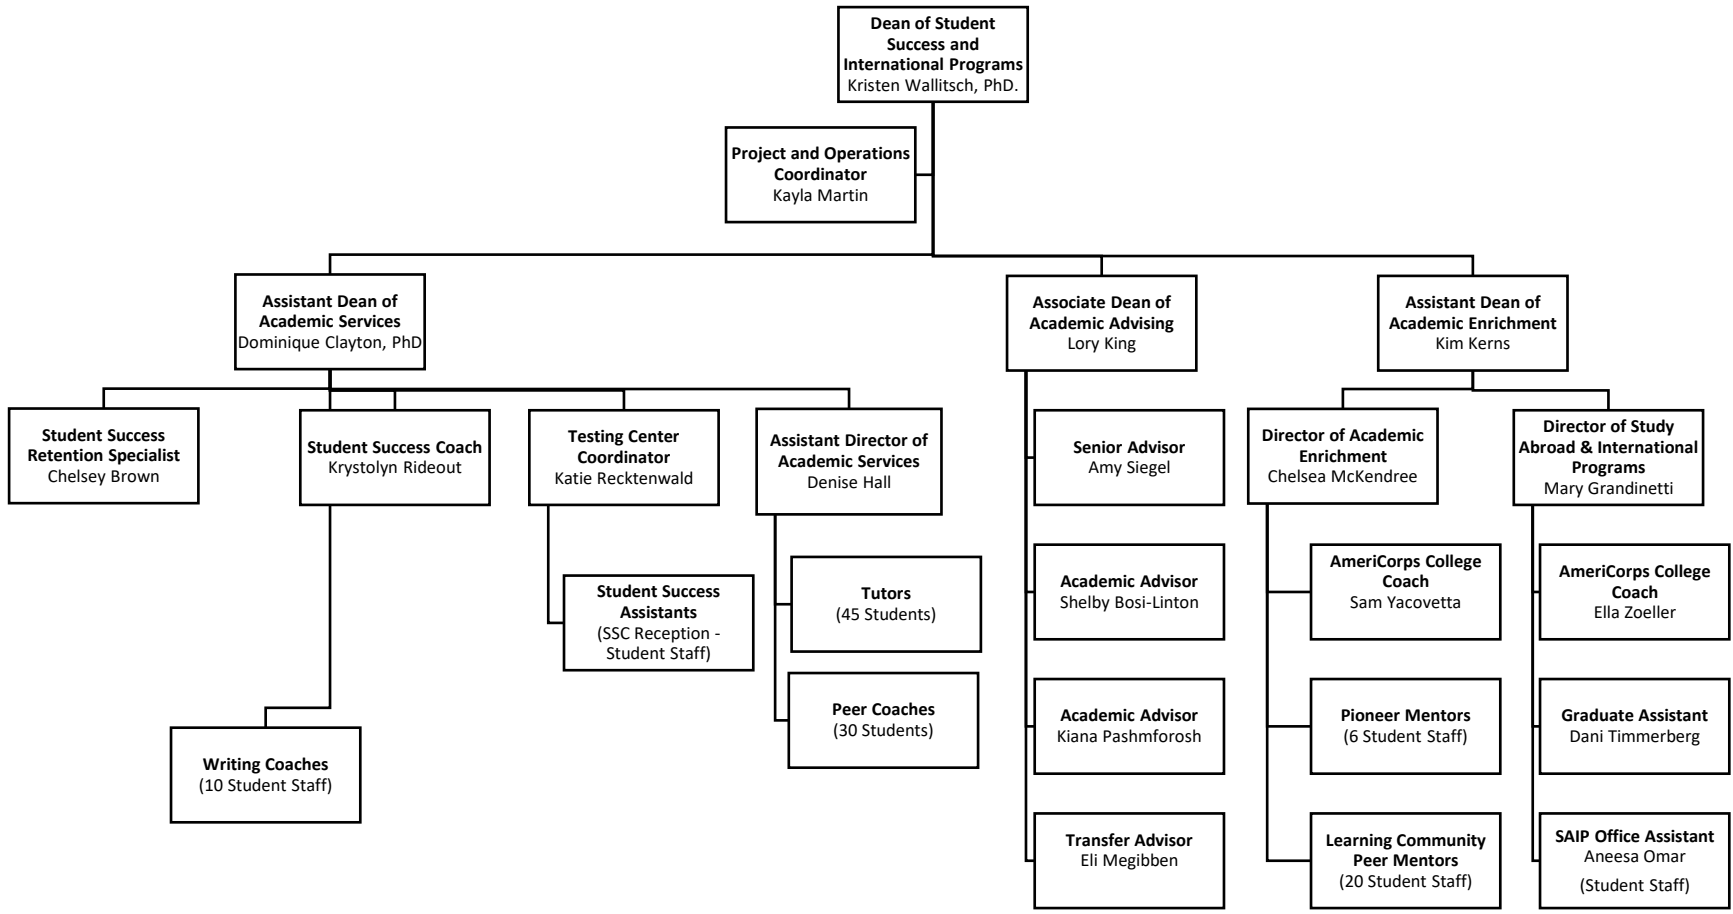 Dean of Student
Success and
International Programs
Kristen Wallitsch, PhD.
Project and Operations
Coordinator
Kayla Martin
Assistant Dean of
Academic Services
Dominique Clayton, PhD
Associate Dean of
Academic Advising
Lory King
Assistant Dean of
Academic Enrichment
Kim Kerns
Student Success
Retention Specialist
Chelsey Brown
Student Success Coach
Krystolyn Rideout
Testing Center
Coordinator
Katie Recktenwald
Assistant Director of
Academic Services
Denise Hall
Senior Advisor
Amy Siegel
Director of Academic
Enrichment
Chelsea McKendree
Director of Study
Abroad & International
Programs
Mary Grandinetti
Student Success
Assistants
(SSC Reception -
Student Staff)
Tutors
(45 Students)
Academic Advisor
Shelby Bosi-Linton
AmeriCorps College
Coach
Sam Yacovetta
AmeriCorps College
Coach
Ella Zoeller
Writing Coaches
(10 Student Staff)
Peer Coaches
(30 Students)
Academic Advisor
Kiana Pashmforosh
Pioneer Mentors
(6 Student Staff)
Graduate Assistant
Dani Timmerberg
Transfer Advisor
Eli Megibben
Learning Community
Peer Mentors
(20 Student Staff)
SAIP Office Assistant
Aneesa Omar
(Student Staff)